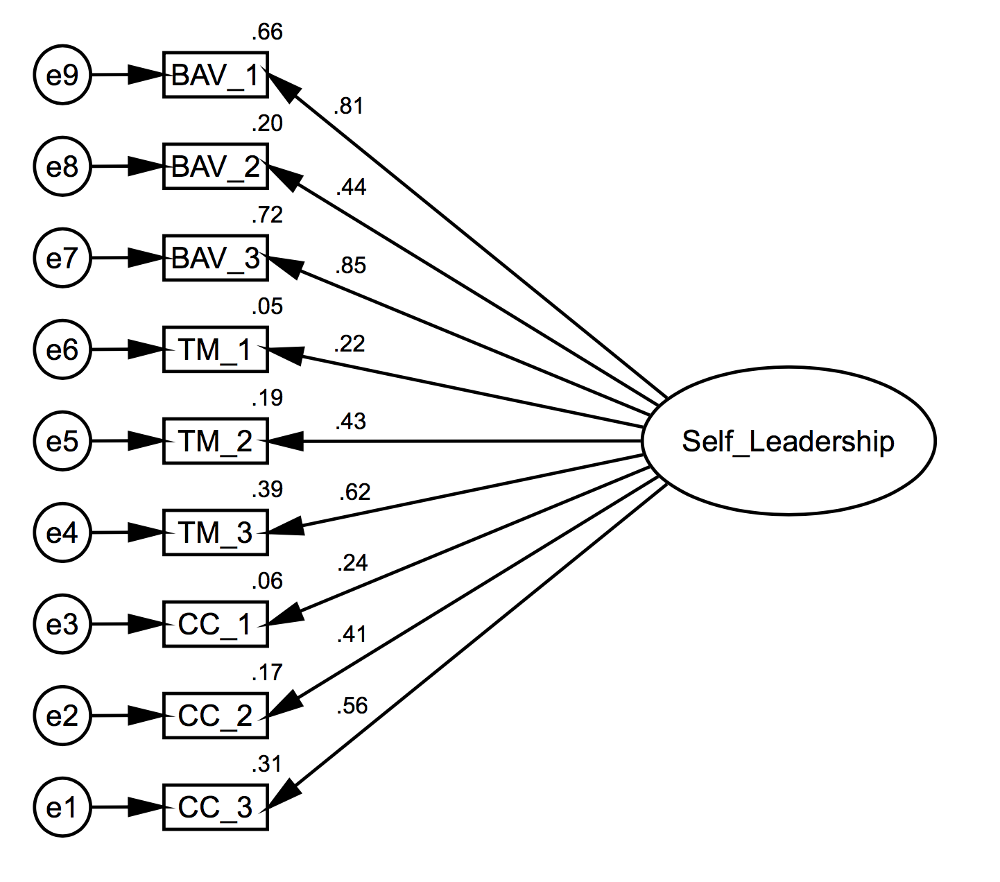 .66
e9
BAV_1
.81
.20
e8
BAV_2
.44
.72
e7
BAV_3
.85
.05
e6
TM_1
.22
.19
e5
TM_2
.43
Self_Leadership
.39
e4
TM_3
.62
.06
e3
CC_1
.24
.17
e2
CC_2
.41
.31
e1
CC_3
.56